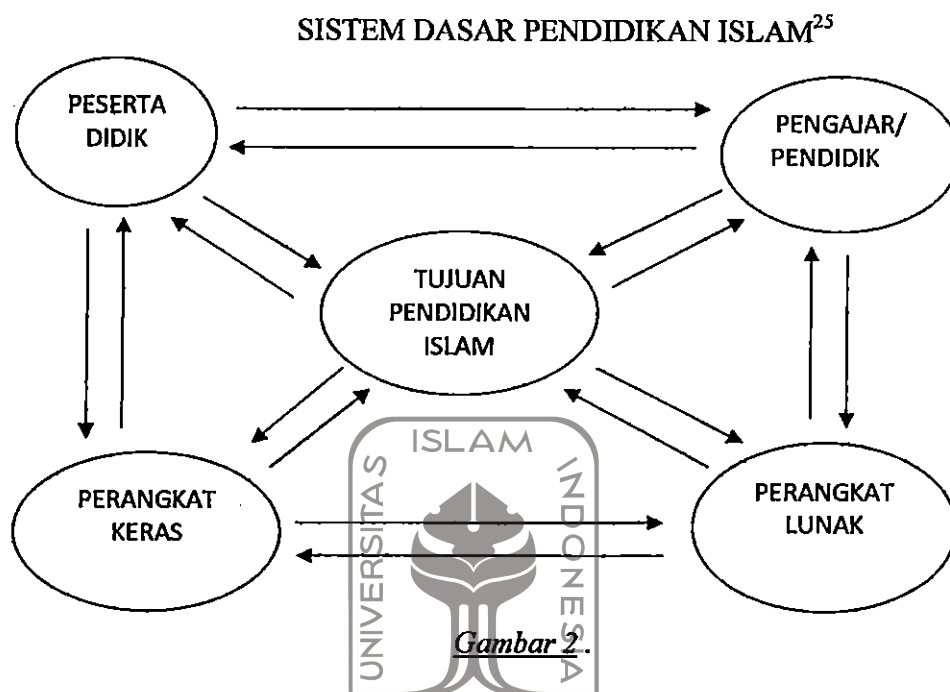 SISTEM DASAR PENDIDIKAN ISLAM²⁵
PESERTA
DIDIK
PENGAJAR/
PENDIDIK
TUJUAN
PENDIDIKAN
ISLAM
PERANGKAT
KERAS
PERANGKAT
LUNAK
UNIVERSITAS
ISLAM
INDONESIA
Gambar 2.